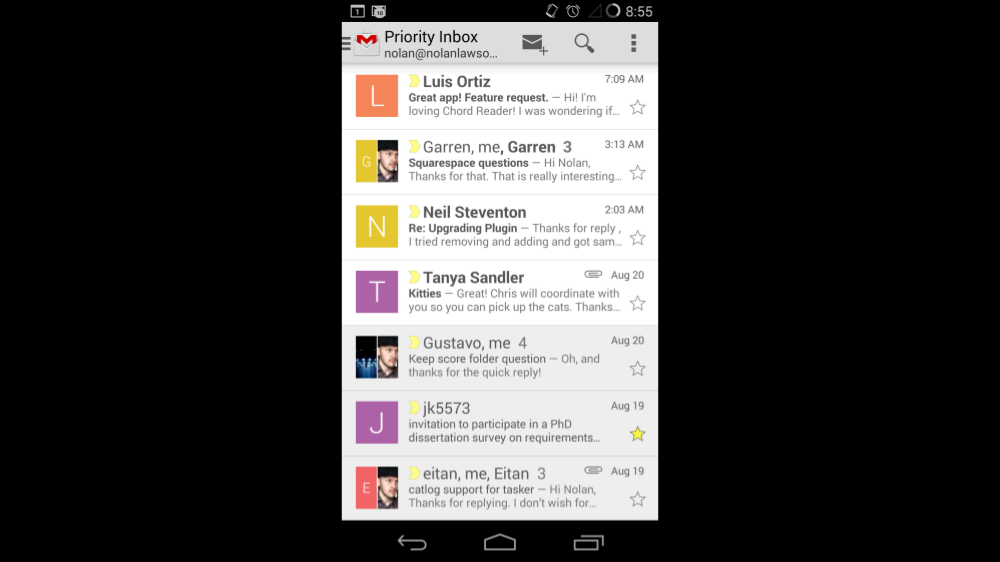 1 10 8:55
Priority Inbox
nolan@nolanlawso...
L
Luis Ortiz 7:09 AM
Great app! Feature request. — Hi! I'm
loving Chord Reader! I was wondering if...
G
Garren, me, Garren 3 3:13 AM
Squarespace questions — Hi Nolan,
Thanks for that. That is really interesting...
N
Neil Steventon 2:03 AM
Re: Upgrading Plugin — Thanks for reply ,
I tried removing and adding and got sam...
T
Tanya Sandler Aug 20
Kitties — Great! Chris will coordinate with
you so you can pick up the cats. Thanks...
Gustavo, me 4 Aug 20
Keep score folder question — Oh, and
thanks for the quick reply!
J
jk5573 Aug 19
invitation to participate in a PhD
dissertation survey on requirements...
E
eitan, me, Eitan 3 Aug 19
catlog support for tasker — Hi Nolan,
Thanks for replying. I don't wish for...